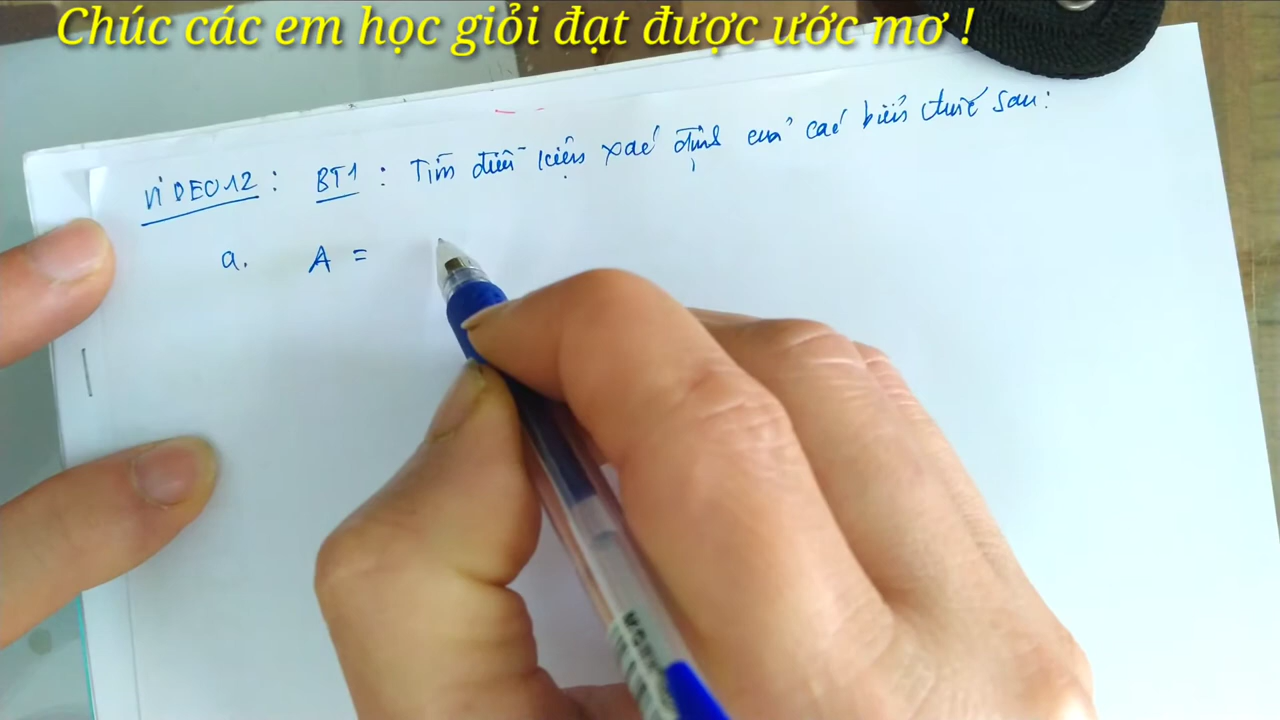 Chúc các em học giỏi đạt được ước mơ !
VIDEO12 : BT1 : Tìm điều kiện xác định của các biểu thức sau :
a. A =